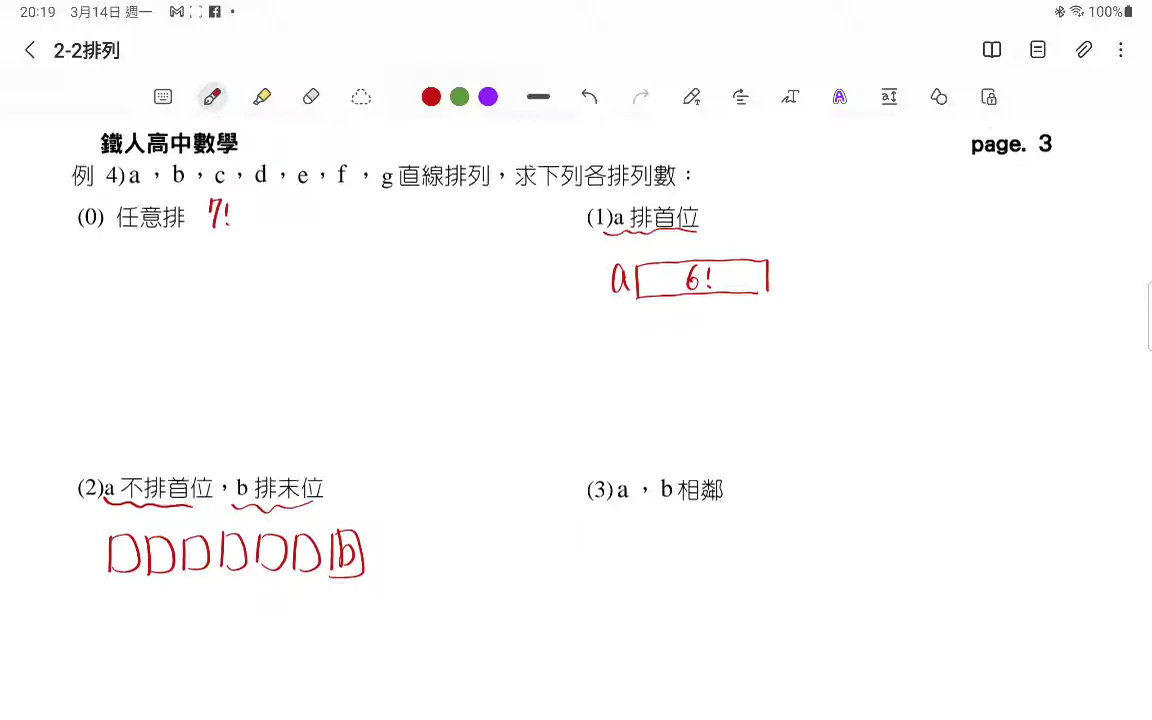 20:19 3月14日 週一 100%
2-2排列
鐵人高中數學 page. 3
例 4) a，b，c，d，e，f，g直線排列，求下列各排列數：
(0) 任意排 7!
(1)a 排首位
a 6!
(2)a 不排首位，b 排末位
(3) a，b相鄰
b